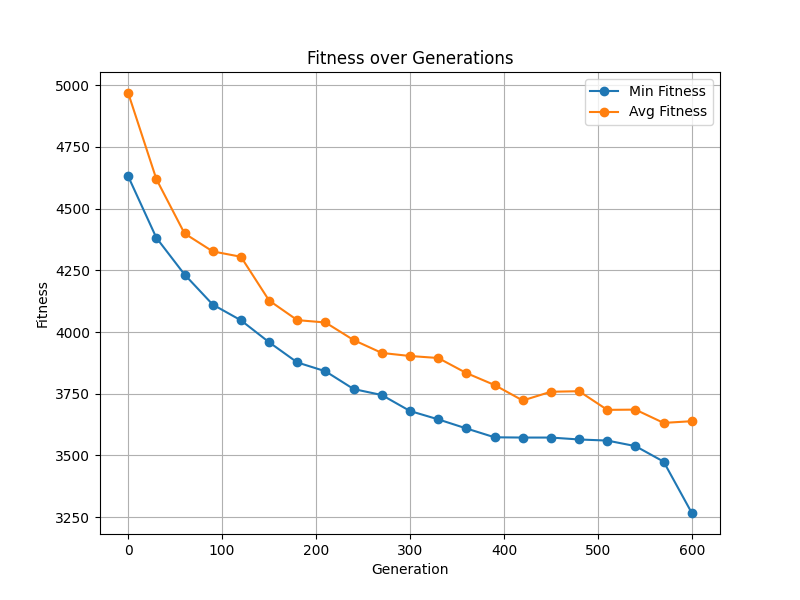 Fitness over Generations
Min Fitness
Avg Fitness
5000
4750
4500
4250
4000
3750
3500
3250
Fitness
0 100 200 300 400 500 600
Generation